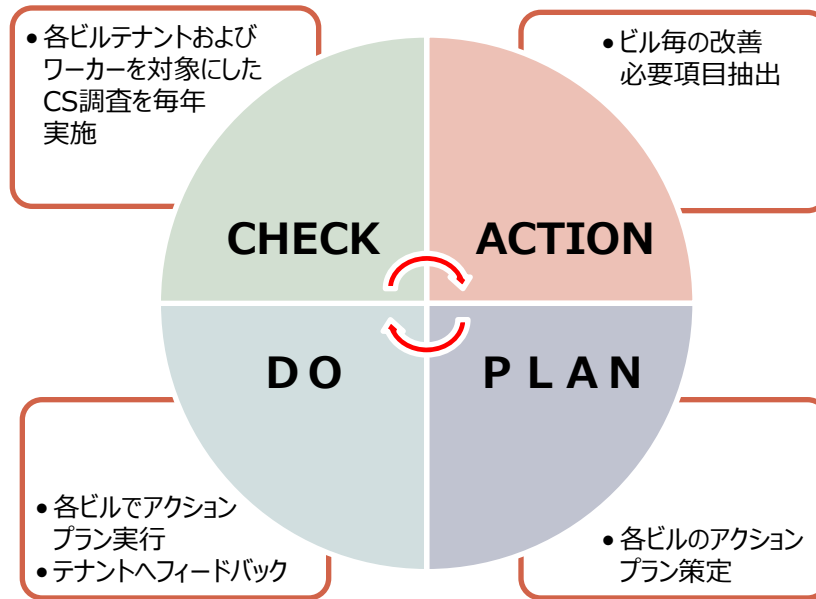 • 各ビルテナントおよび
ワーカーを対象にした
CS調査を毎年
実施
• ビル毎の改善
必要項目抽出
CHECK
ACTION
DO
PLAN
• 各ビルでアクション
プラン実行
• テナントへフィードバック
• 各ビルのアクション
プラン策定